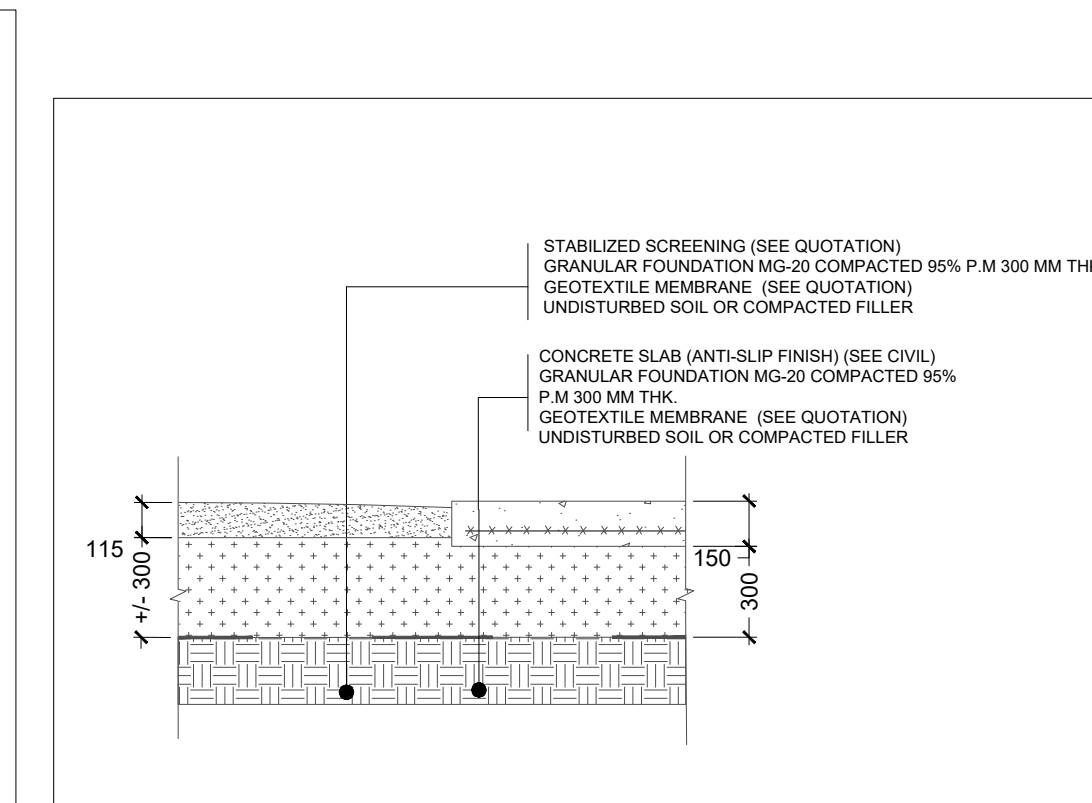 STABILIZED SCREENING (SEE QUOTATION)
GRANULAR FOUNDATION MG-20 COMPACTED 95% P.M 300 MM
GEOTEXTILE MEMBRANE (SEE QUOTATION)
UNDISTURBED SOIL OR COMPACTED FILLER
CONCRETE SLAB (ANTI-SLIP FINISH) (SEE CIVIL)
GRANULAR FOUNDATION MG-20 COMPACTED 95%
P.M 300 MM THK.
GEOTEXTILE MEMBRANE (SEE QUOTATION)
UNDISTURBED SOIL OR COMPACTED FILLER
115
+/- 300
150
300